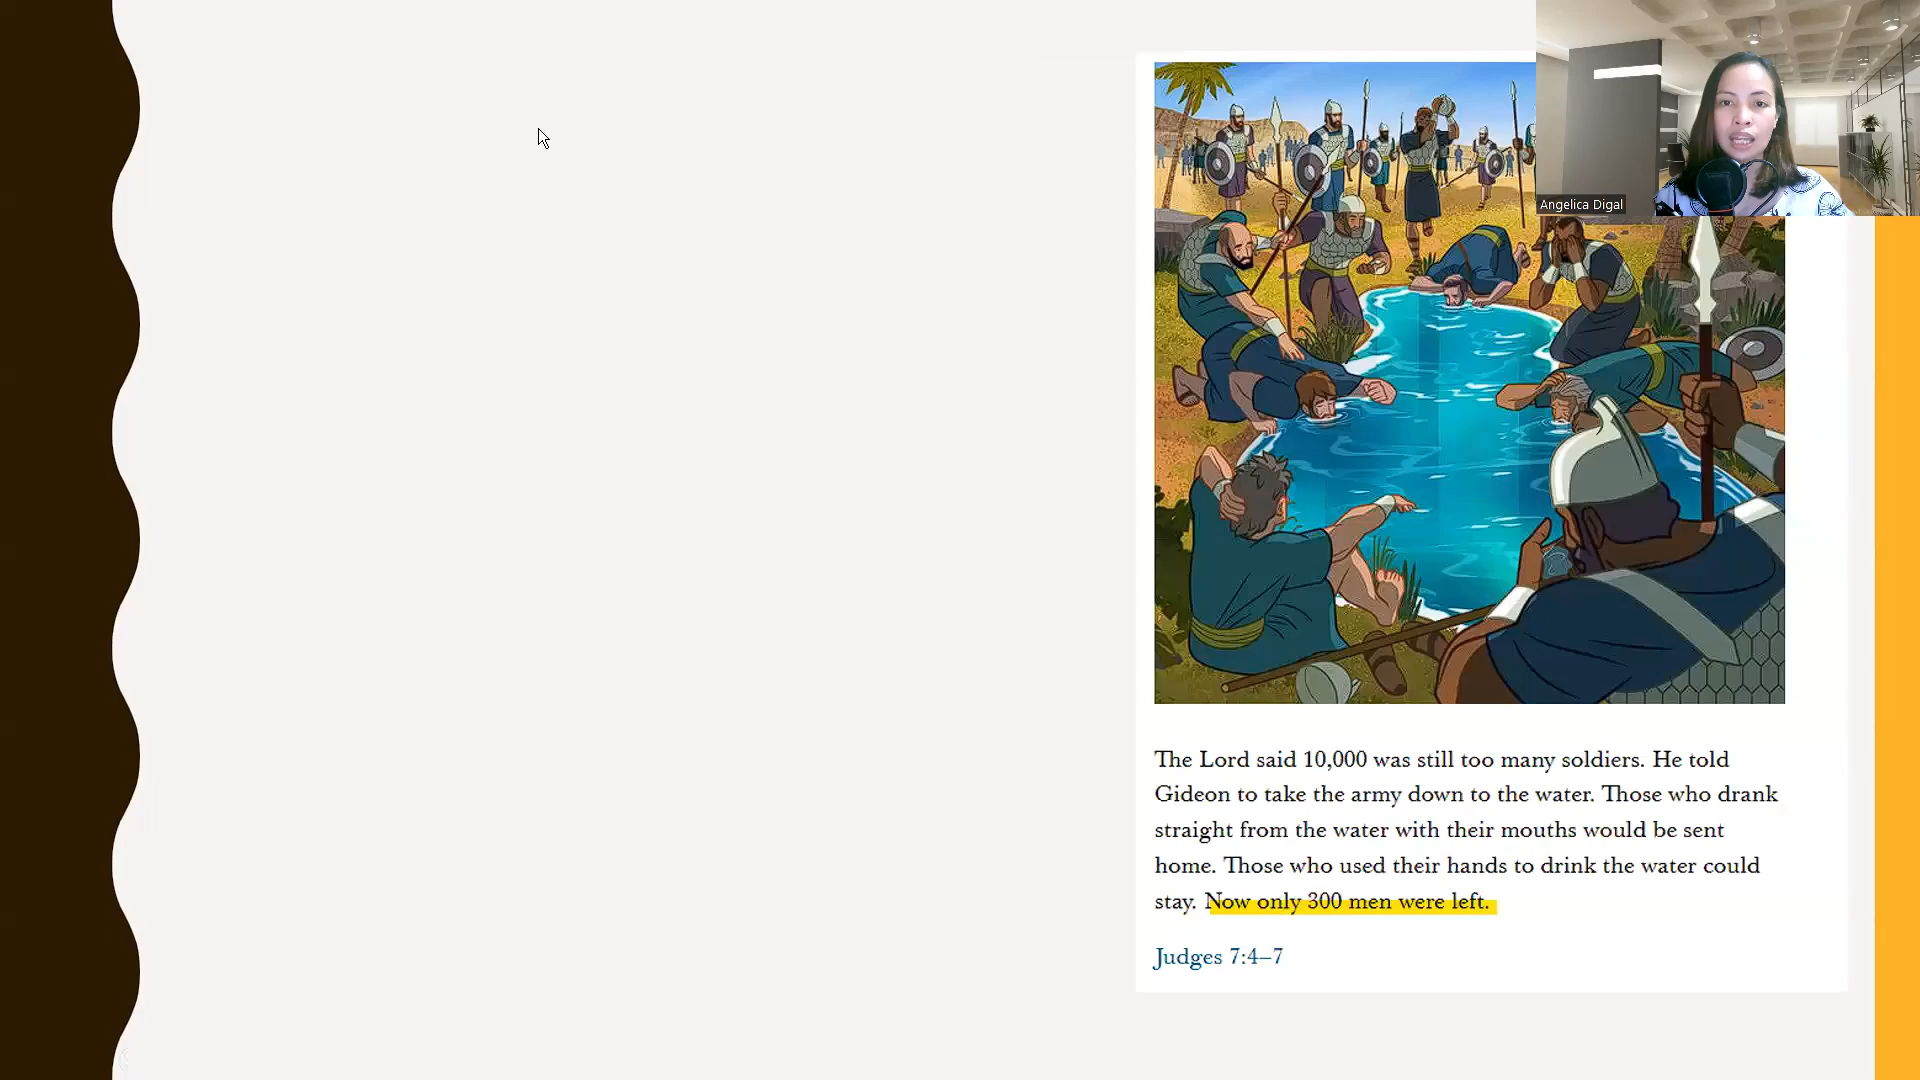 Angelica Digal
The Lord said 10,000 was still too many soldiers. He told
Gideon to take the army down to the water. Those who drank
straight from the water with their mouths would be sent
home. Those who used their hands to drink the water could
stay. Now only 300 men were left.
Judges 7:4–7